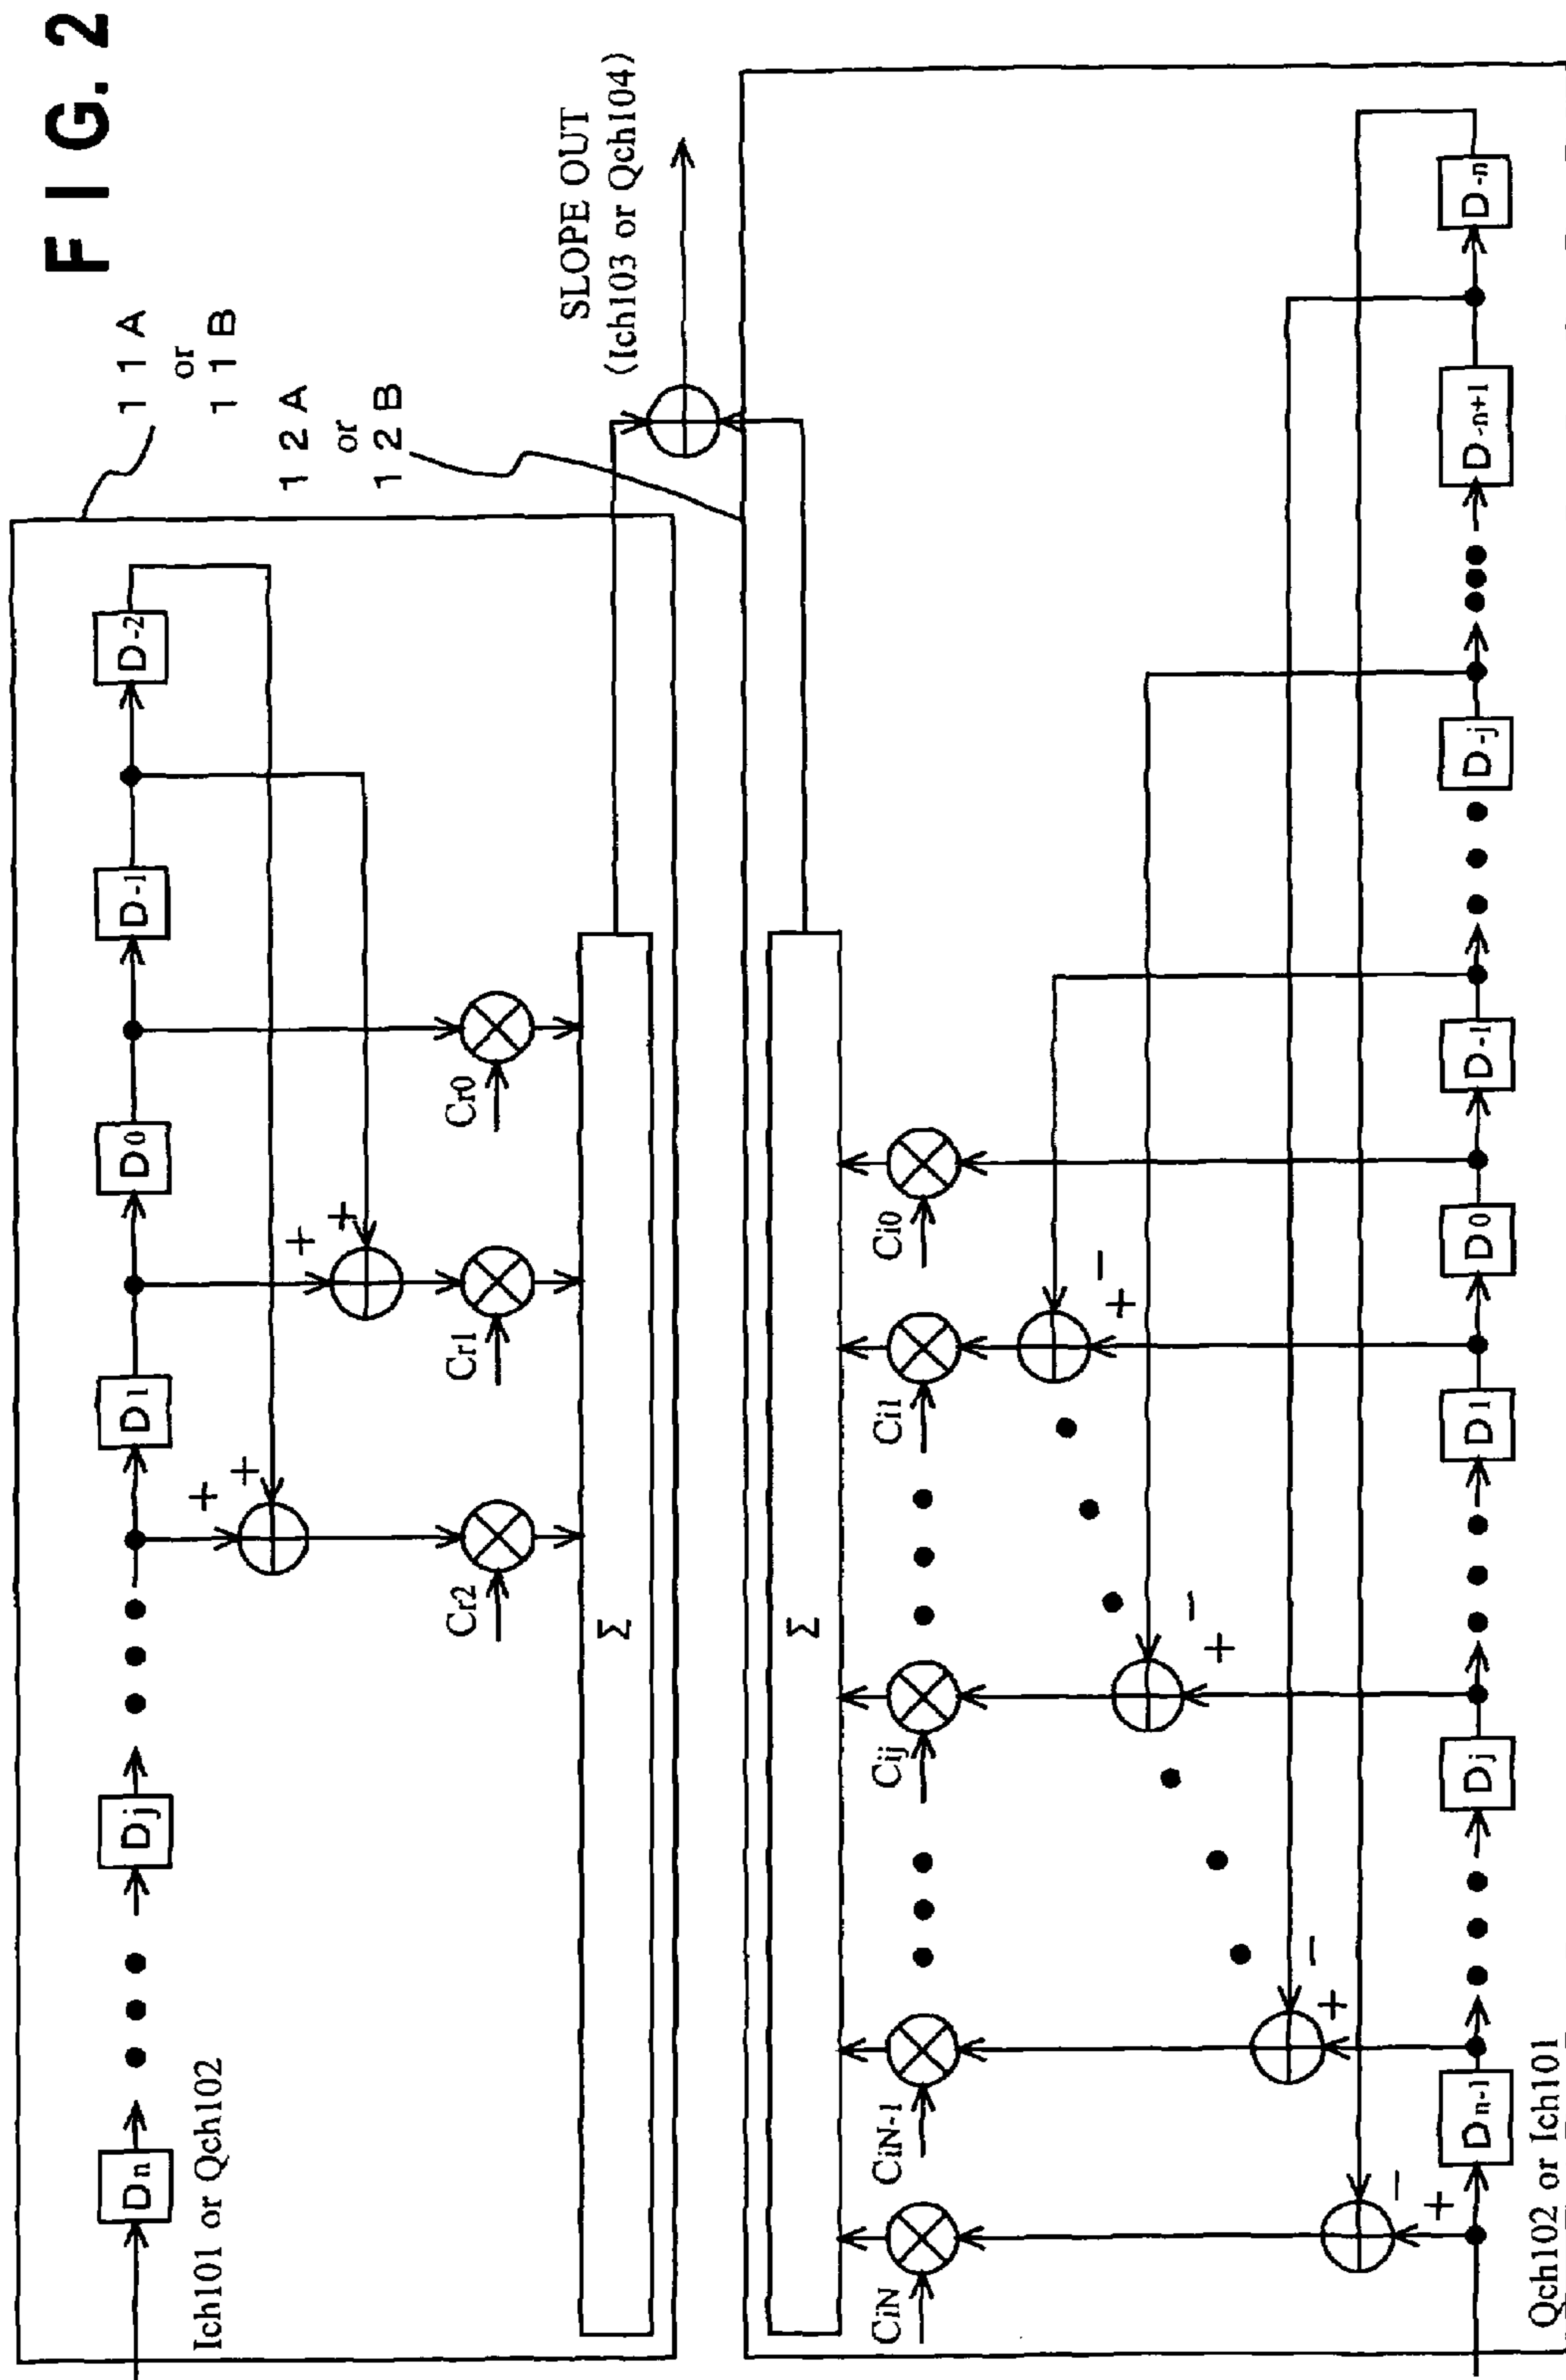 FIG. 2
11A
or
11B
12A
or
12B
Ich101 or Qch102
Dn
Dj
D1
D0
D-1
D-2
+
+
+
+
Cr2
Cr1
Cr0
Σ
SLOPE OUT
(Ich103 or Qch104)
Σ
CiN
CiN-1
Cij
Ci1
Ci0
−
+
−
+
−
+
−
+
Dn-1
Dj
D1
D0
D-1
D-j
D-n+1
D-n
Qch102 or Ich101